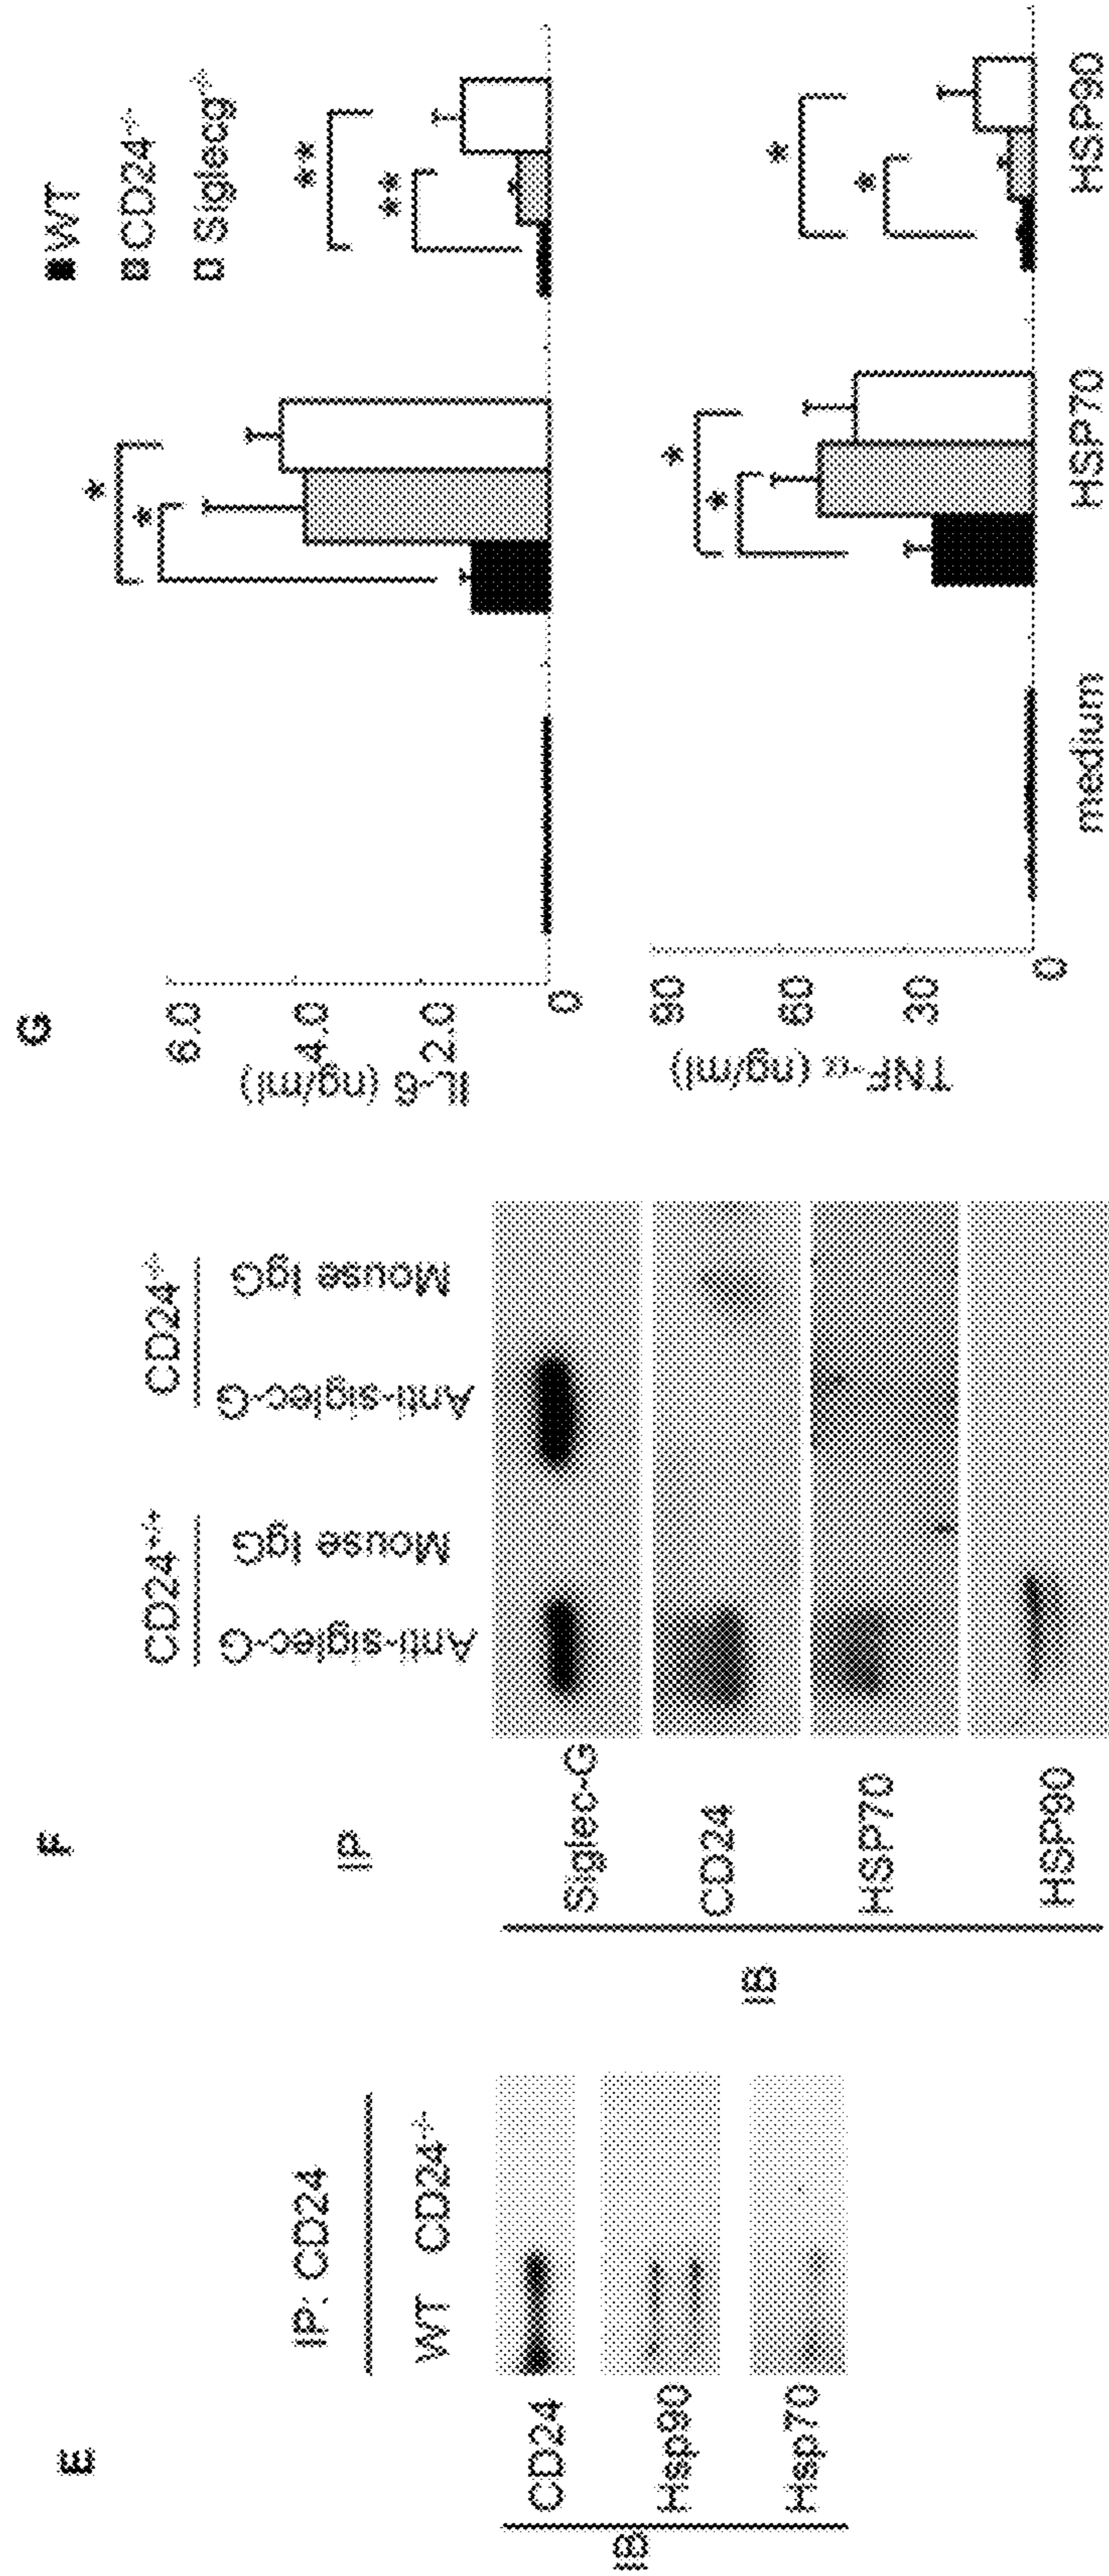 E
IP: CD24
WT CD24-/-
IB
CD24
Hsp90
Hsp70
F
IP
CD24+/+ CD24-/-
Anti-siglec-G Mouse IgG Anti-siglec-G Mouse IgG
IB
Siglec-G
CD24
HSP70
HSP90
G
WT
CD24-/-
Siglecg-/-
IL-6 (ng/ml)
6.0
4.0
2.0
0
* * ** **
TNF-α (ng/ml)
90
60
30
0
* * * *
medium HSP70 HSP90